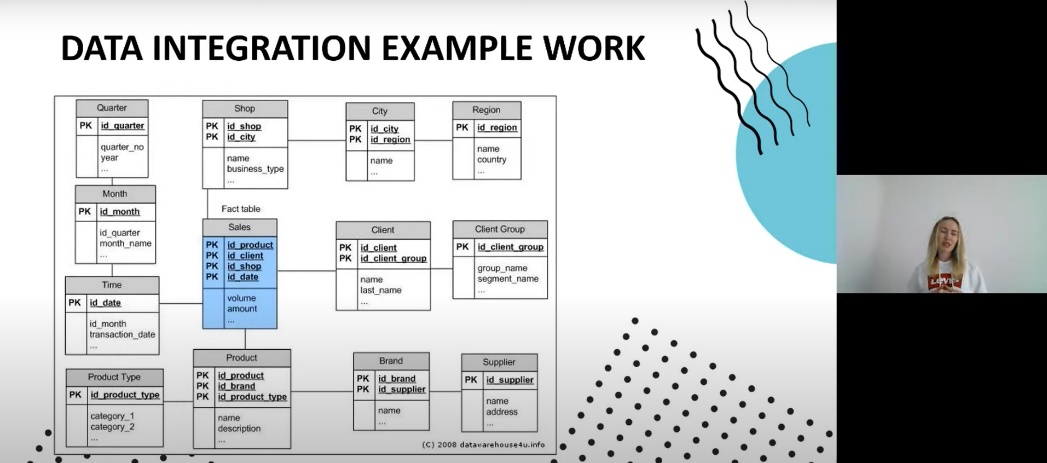 DATA INTEGRATION EXAMPLE WORK
Quarter
PK id_quarter
quarter_no
year
...
Shop
PK id_shop
PK id_city
name
business_type
...
City
PK id_city
PK id_region
name
...
Region
PK id_region
name
country
...
Month
PK id_month
id_quarter
month_name
...
Fact table
Sales
PK id_product
PK id_client
PK id_shop
PK id_date
volume
amount
...
Client
PK id_client
PK id_client_group
name
last_name
...
Client Group
PK id_client_group
group_name
segment_name
...
Time
PK id_date
id_month
transaction_date
...
Product Type
PK id_product_type
category_1
category_2
...
Product
PK id_product
PK id_brand
PK id_product_type
name
description
...
Brand
PK id_brand
PK id_supplier
name
...
Supplier
PK id_supplier
name
address
...
(C) 2008 datawarehouse4u.info